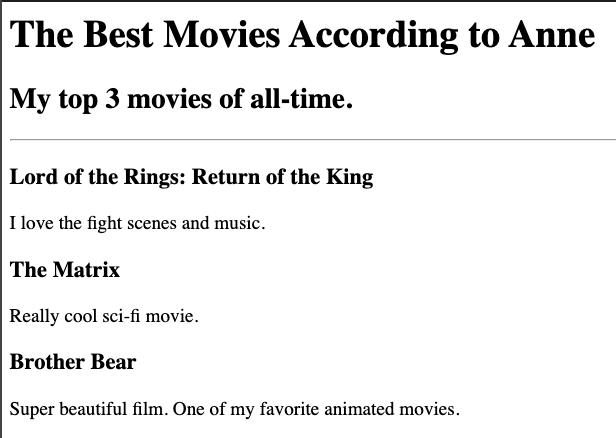 The Best Movies According to Anne
My top 3 movies of all-time.
Lord of the Rings: Return of the King
I love the fight scenes and music.
The Matrix
Really cool sci-fi movie.
Brother Bear
Super beautiful film. One of my favorite animated movies.